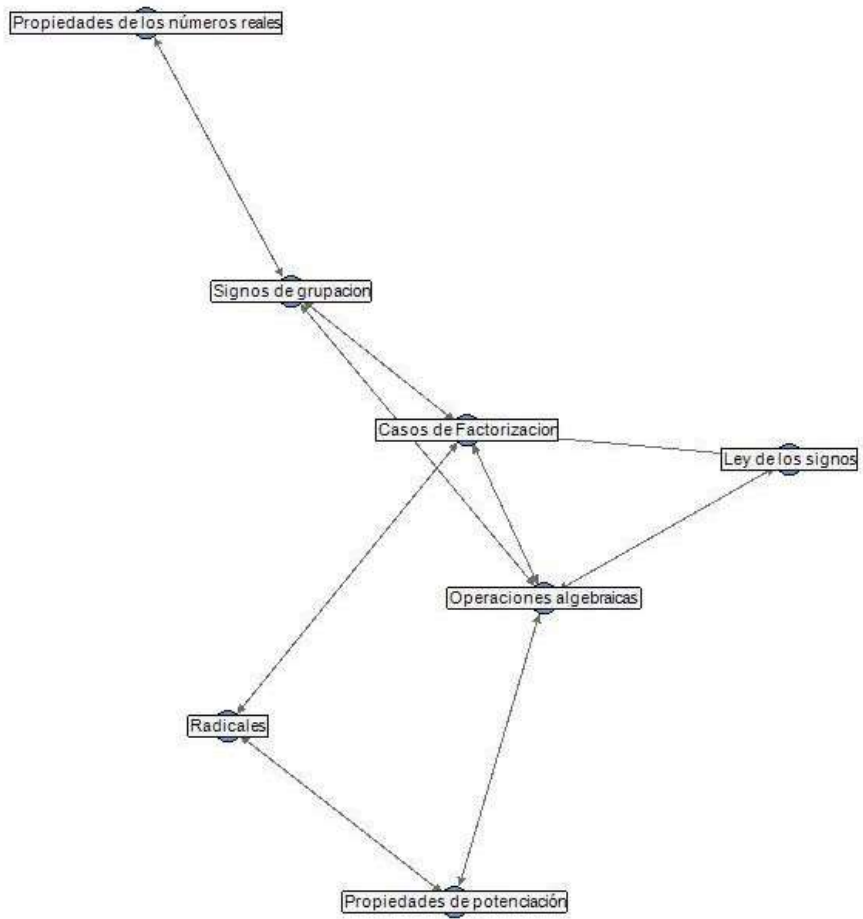 Propiedades de los números reales
Signos de grupacion
Casos de Factorizacion
Ley de los signos
Operaciones algebraicas
Radicales
Propiedades de potenciación